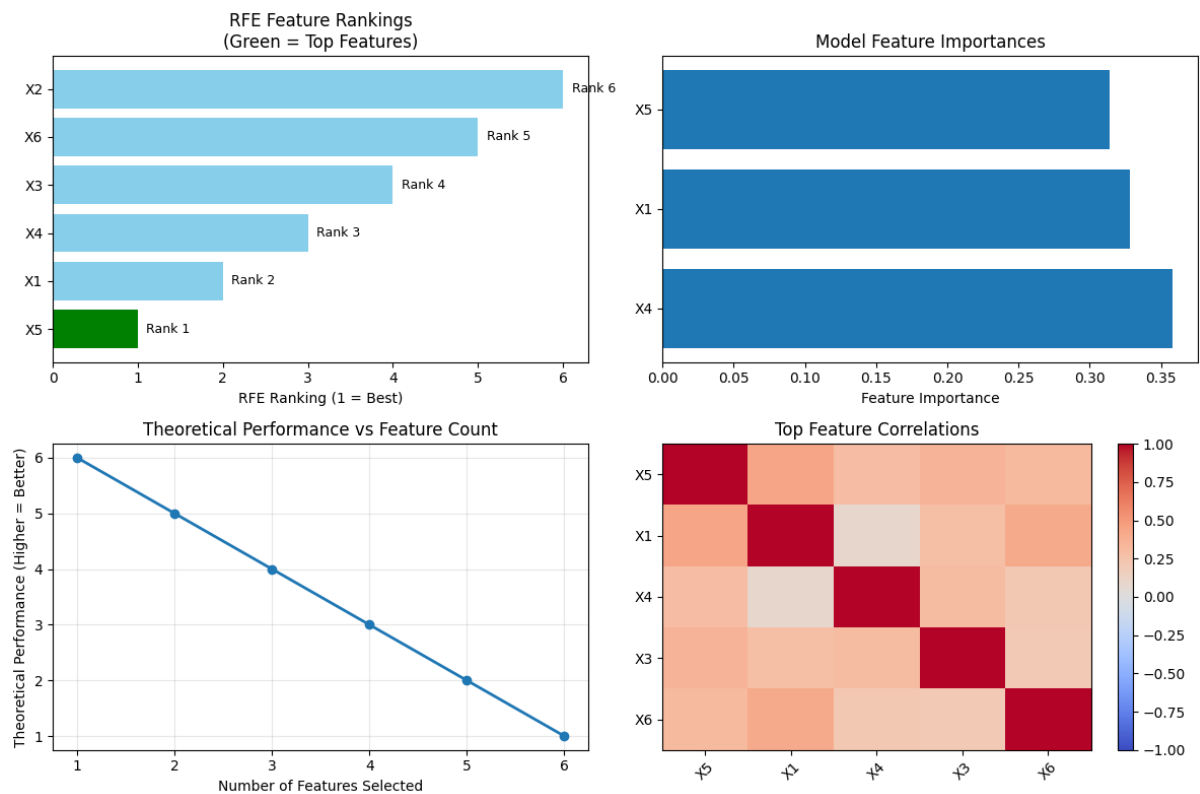 RFE Feature Rankings
(Green = Top Features)
X2
Rank 6
X6
Rank 5
X3
Rank 4
X4
Rank 3
X1
Rank 2
X5
Rank 1
0 1 2 3 4 5 6
RFE Ranking (1 = Best)
Model Feature Importances
X5
X1
X4
0.00 0.05 0.10 0.15 0.20 0.25 0.30 0.35
Feature Importance
Theoretical Performance vs Feature Count
Theoretical Performance (Higher = Better)
6
5
4
3
2
1
1 2 3 4 5 6
Number of Features Selected
Top Feature Correlations
X5
X1
X4
X3
X6
X5 X1 X4 X3 X6
1.00
0.75
0.50
0.25
0.00
−0.25
−0.50
−0.75
−1.00